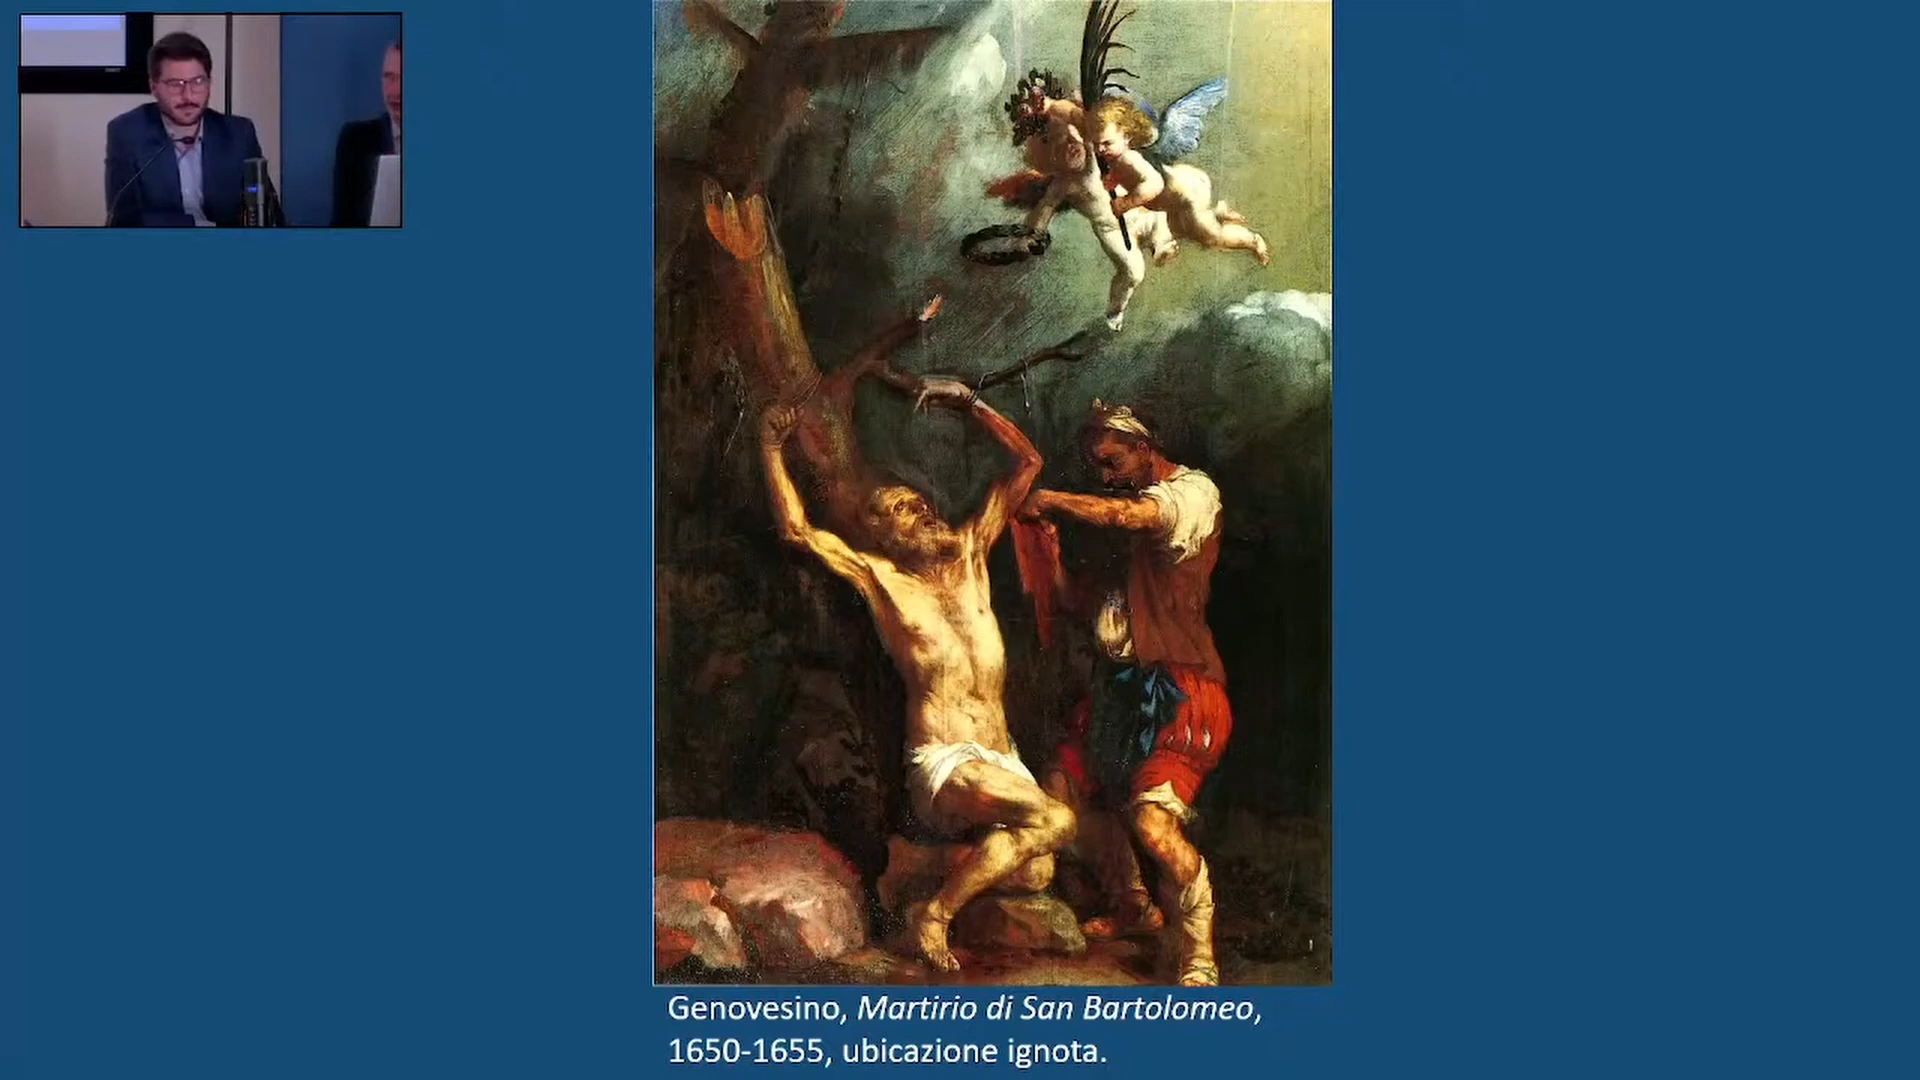 Genovesino, Martirio di San Bartolomeo,
1650-1655, ubicazione ignota.